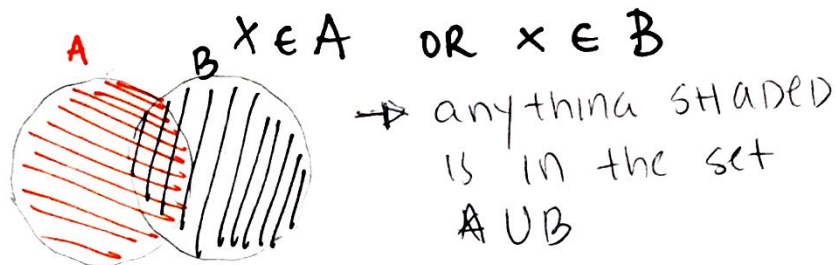 A
B
X ∈ A OR x ∈ B
→ anything SHADED
is in the set
A ∪ B